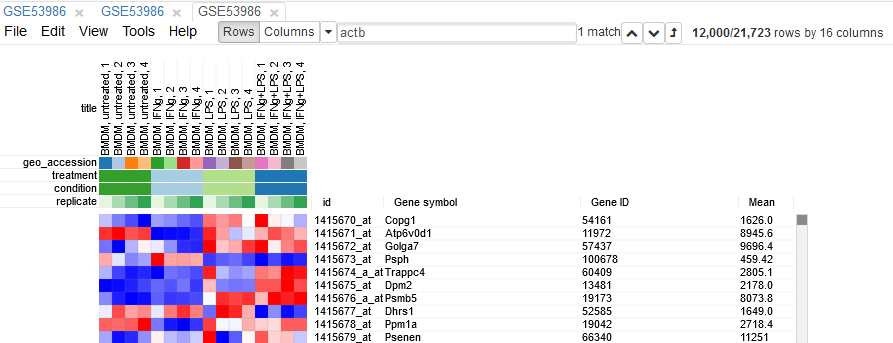 GSE53986 × GSE53986 × GSE53986 ×
File Edit View Tools Help Rows Columns actb 1 match 12,000/21,723 rows by 16 columns
title
BMDM, untreated, 1
BMDM, untreated, 2
BMDM, untreated, 3
BMDM, untreated, 4
BMDM, IFNg, 1
BMDM, IFNg, 2
BMDM, IFNg, 3
BMDM, IFNg, 4
BMDM, LPS, 1
BMDM, LPS, 2
BMDM, LPS, 3
BMDM, LPS, 4
BMDM, IFNg+LPS, 1
BMDM, IFNg+LPS, 2
BMDM, IFNg+LPS, 3
BMDM, IFNg+LPS, 4
geo_accession
treatment
condition
replicate
id Gene symbol Gene ID Mean
1415670_at Copg1 54161 1626.0
1415671_at Atp6v0d1 11972 8945.6
1415672_at Golga7 57437 9696.4
1415673_at Psph 100678 459.42
1415674_a_at Trappc4 60409 2805.1
1415675_at Dpm2 13481 2178.0
1415676_a_at Psmb5 19173 8073.8
1415677_at Dhrs1 52585 1649.0
1415678_at Ppm1a 19042 2718.4
1415679_at Psenen 66340 11251